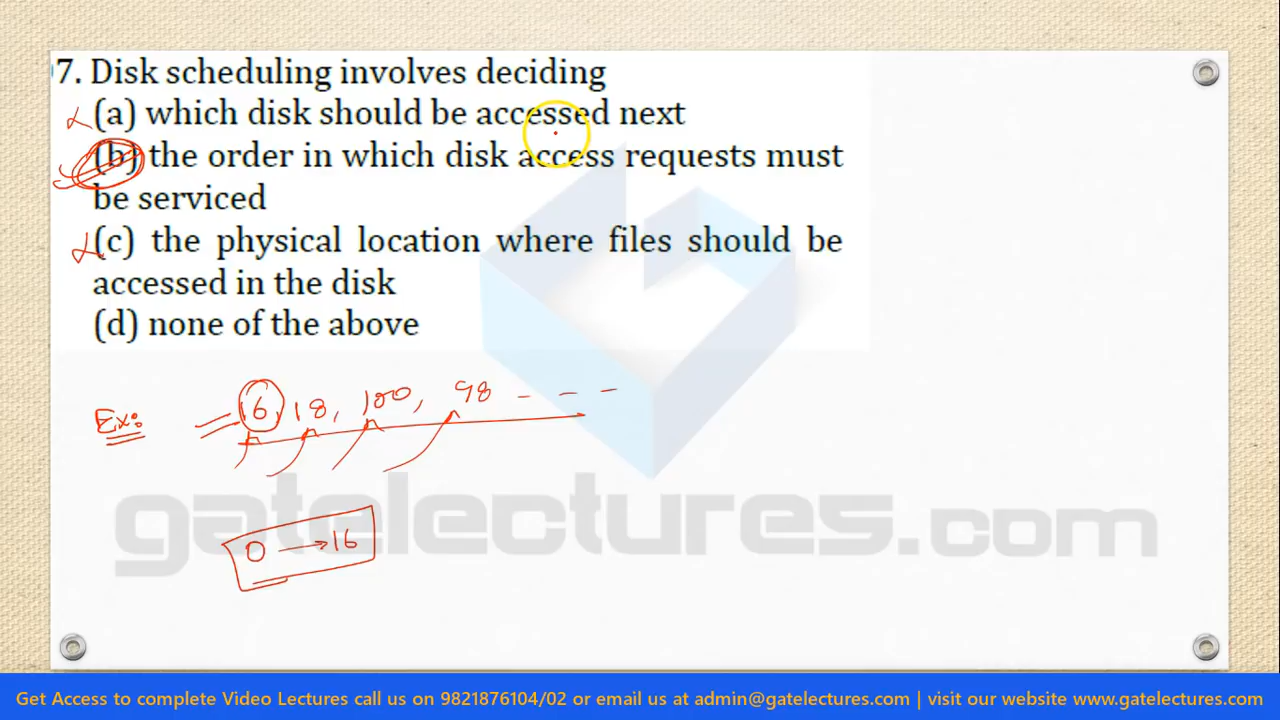 7. Disk scheduling involves deciding
(a) which disk should be accessed next
(b) the order in which disk access requests must
be serviced
(c) the physical location where files should be
accessed in the disk
(d) none of the above
Ex: 6, 18, 100, 98 - - -
gatelectures.com
0 → 16
Get Access to complete Video Lectures call us on 9821876104/02 or email us at admin@gatelectures.com | visit our website www.gatelectures.com